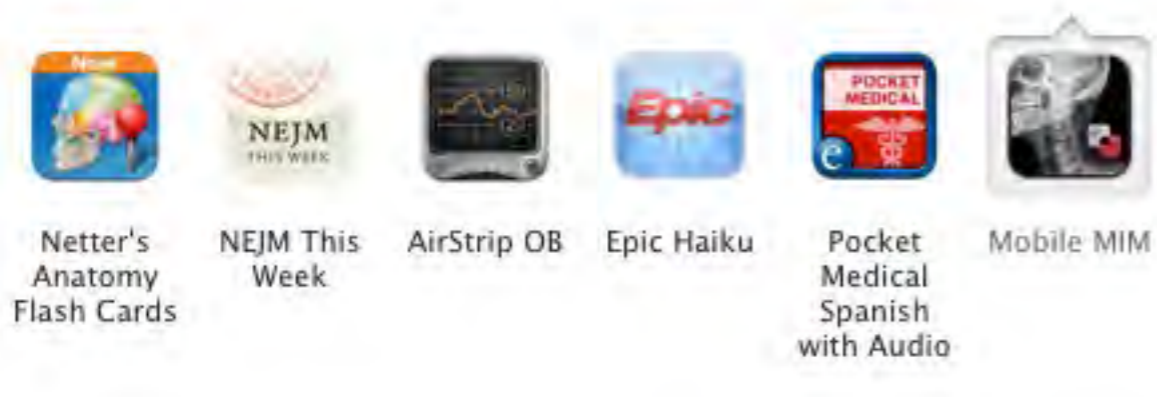 New
NEJM
THIS WEEK
Epic
POCKET
MEDICAL
e
Netter's
Anatomy
Flash Cards
NEJM This
Week
AirStrip OB
Epic Haiku
Pocket
Medical
Spanish
with Audio
Mobile MIM